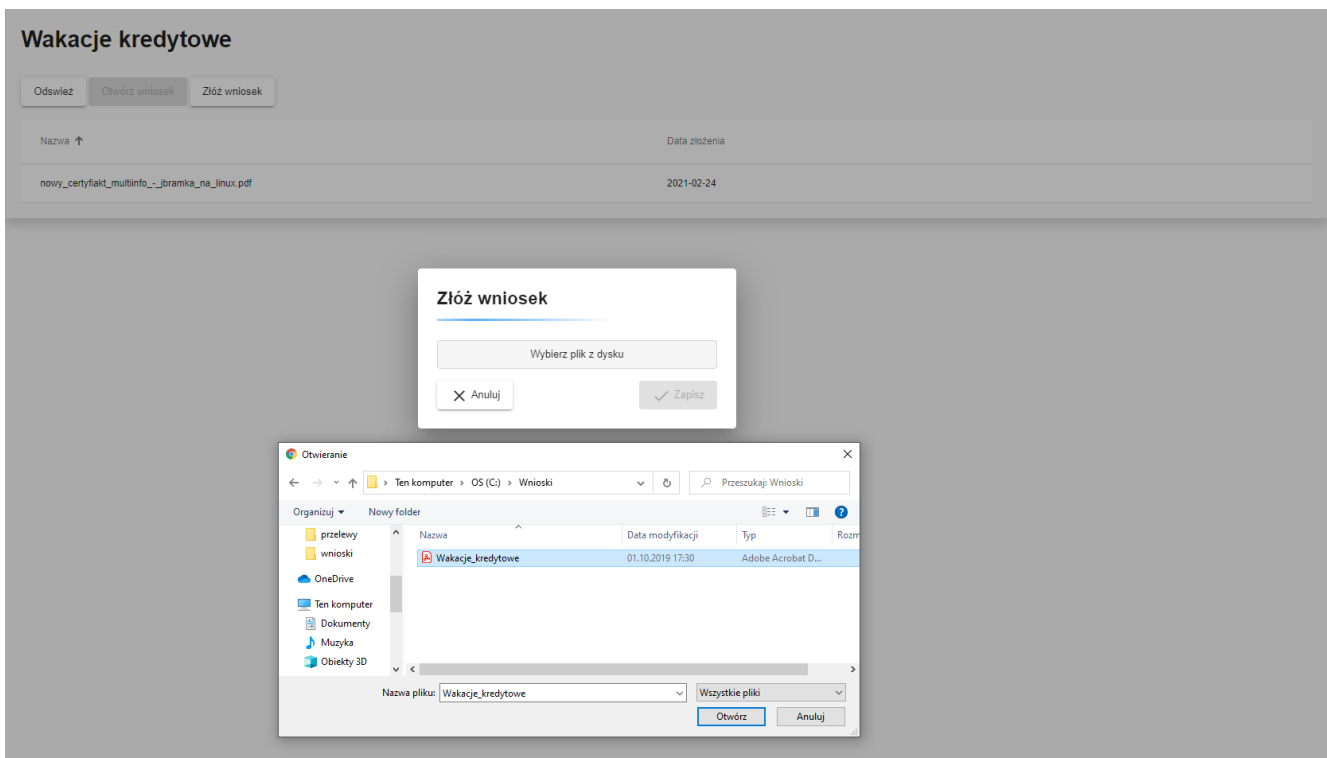 Wakacje kredytowe
Odswież Otwórz wniosek Złóż wniosek
Nazwa Data złożenia
nowy_certyfiakt_multiinfo_-_jbramka_na_linux.pdf 2021-02-24
Złóż wniosek
Wybierz plik z dysku
Anuluj Zapisz
Otwieranie
Ten komputer › OS (C:) › Wnioski Przeszukaj: Wnioski
Organizuj Nowy folder
przelewy Nazwa Data modyfikacji Typ Rozm
wnioski Wakacje_kredytowe 01.10.2019 17:30 Adobe Acrobat D...
OneDrive
Ten komputer
Dokumenty
Muzyka
Obiekty 3D
Nazwa pliku: Wakacje_kredytowe Wszystkie pliki
Otwórz Anuluj